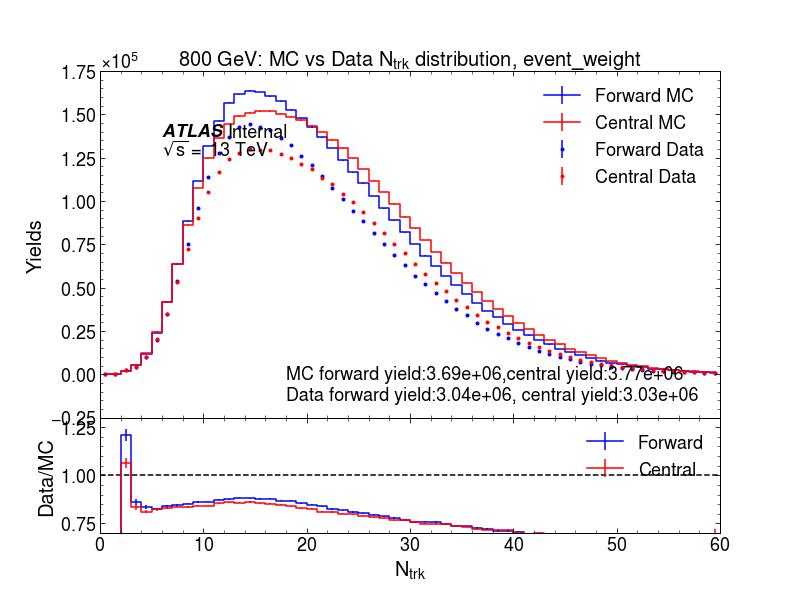 ×10⁵
800 GeV: MC vs Data Ntrk distribution, event_weight
1.75
1.50
1.25
1.00
0.75
0.50
0.25
0.00
−0.25
Yields
ATLAS Internal
√s = 13 TeV
Forward MC
Central MC
Forward Data
Central Data
MC forward yield:3.69e+06,central yield:3.77e+06
Data forward yield:3.04e+06, central yield:3.03e+06
1.25
1.00
0.75
Data/MC
Forward
Central
0 10 20 30 40 50 60
Ntrk